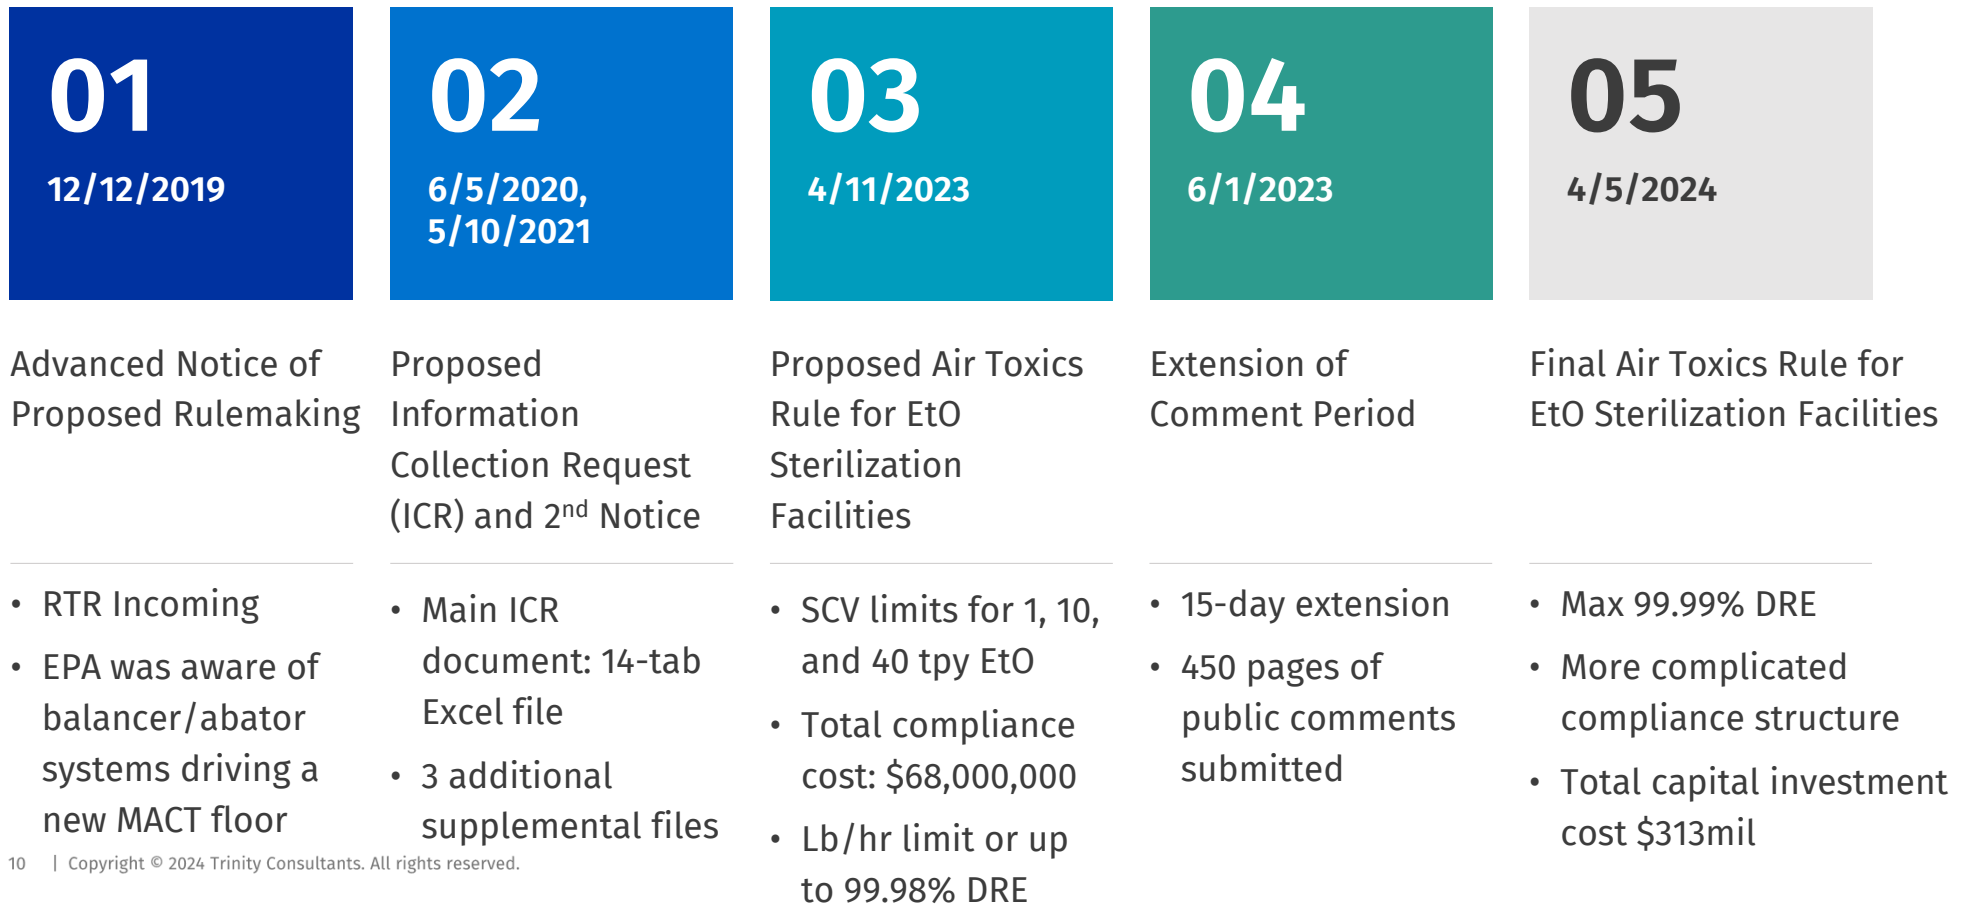 01
12/12/2019
Advanced Notice of
Proposed Rulemaking
• RTR Incoming
• EPA was aware of
balancer/abator
systems driving a
new MACT floor
02
6/5/2020,
5/10/2021
Proposed
Information
Collection Request
(ICR) and 2nd Notice
• Main ICR
document: 14-tab
Excel file
• 3 additional
supplemental files
03
4/11/2023
Proposed Air Toxics
Rule for EtO
Sterilization
Facilities
• SCV limits for 1, 10,
and 40 tpy EtO
• Total compliance
cost: $68,000,000
• Lb/hr limit or up
to 99.98% DRE
04
6/1/2023
Extension of
Comment Period
• 15-day extension
• 450 pages of
public comments
submitted
05
4/5/2024
Final Air Toxics Rule for
EtO Sterilization Facilities
• Max 99.99% DRE
• More complicated
compliance structure
• Total capital investment
cost $313mil
10 | Copyright © 2024 Trinity Consultants. All rights reserved.